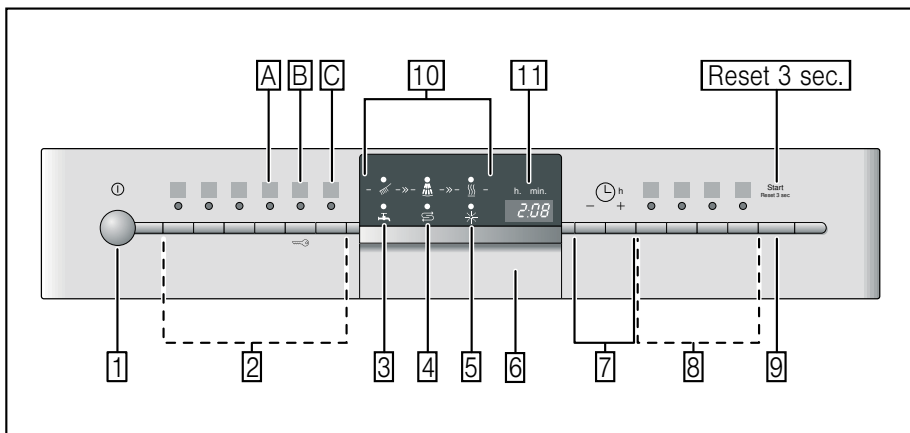 A B C 10 11 Reset 3 sec.
h. min.
2:08
h
− +
Start
Reset 3 sec
1 2 3 4 5 6 7 8 9